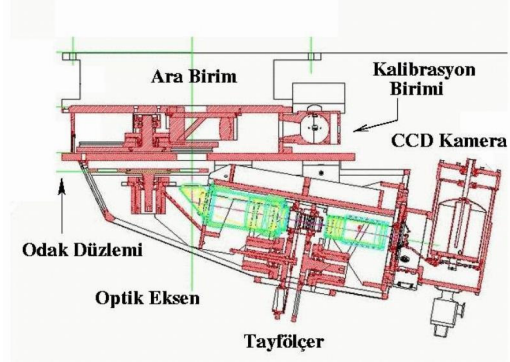 Ara Birim
Kalibrasyon
Birimi
CCD Kamera
Odak Düzlemi
Optik Eksen
Tayfölçer